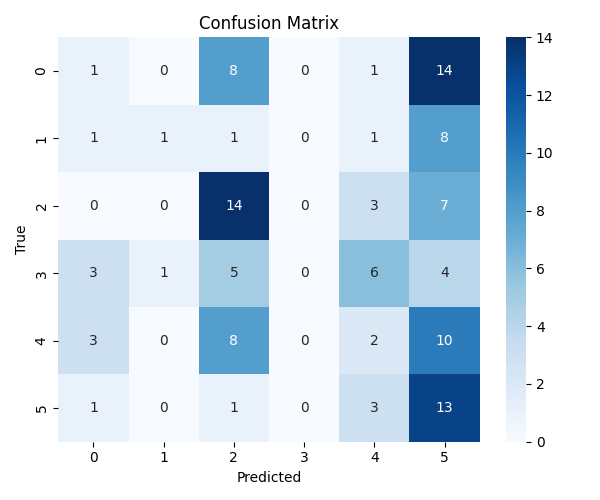 Confusion Matrix
True
0 1 0 8 0 1 14
1 1 1 1 0 1 8
2 0 0 14 0 3 7
3 3 1 5 0 6 4
4 3 0 8 0 2 10
5 1 0 1 0 3 13
0 1 2 3 4 5
Predicted
14
12
10
8
6
4
2
0